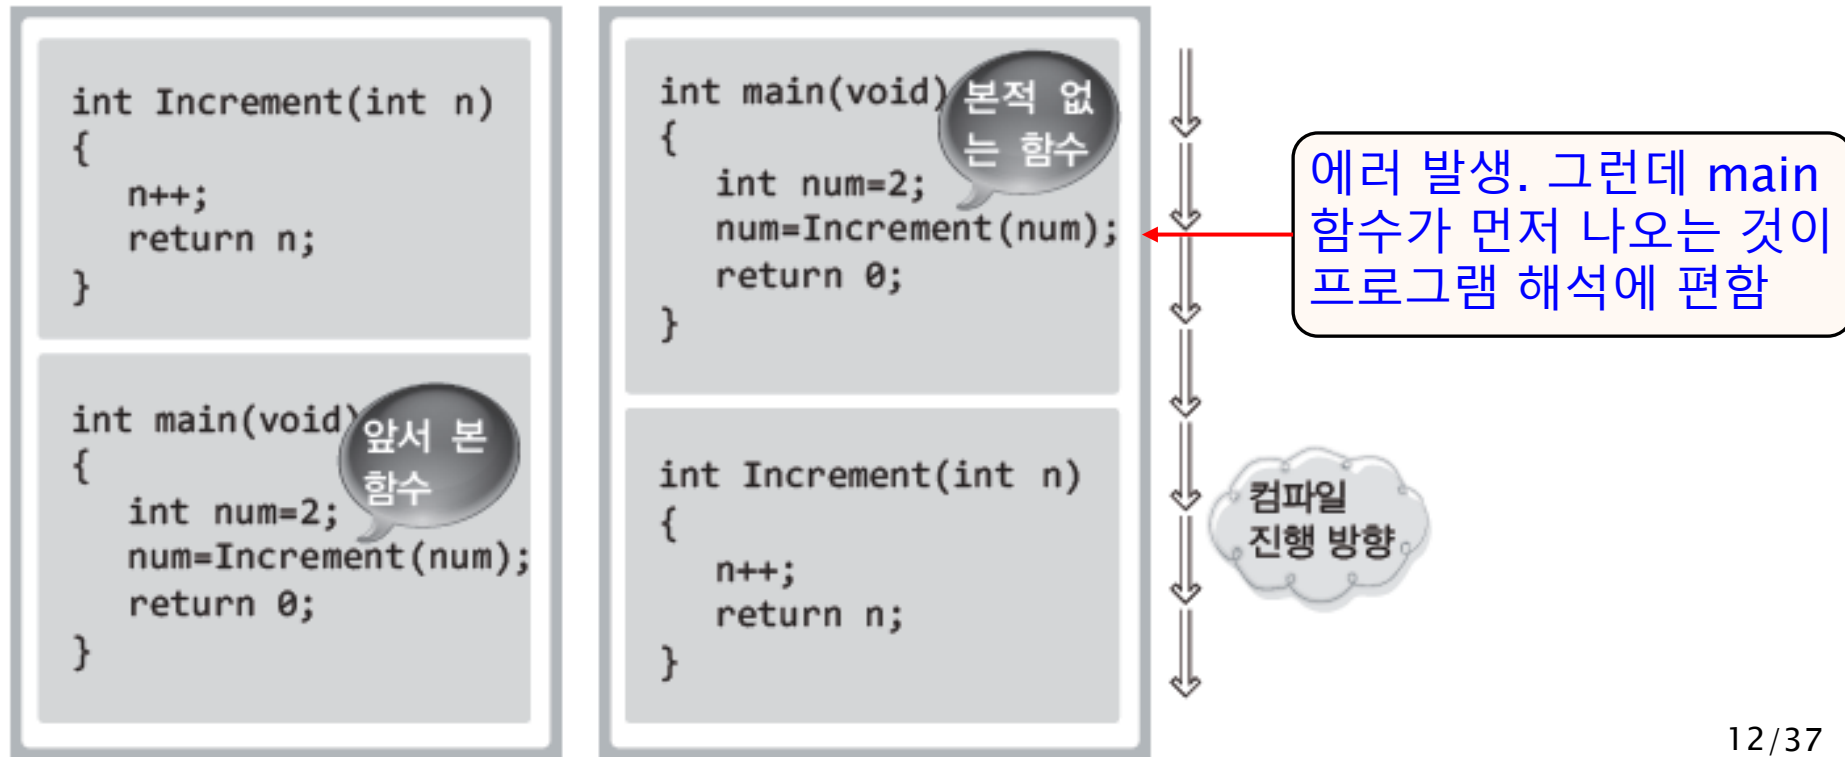 int Increment(int n)
{
n++;
return n;
}
int main(void)
{
앞서 본
함수
int num=2;
num=Increment(num);
return 0;
}
int main(void)
{
본적 없
는 함수
int num=2;
num=Increment(num);
return 0;
}
int Increment(int n)
{
n++;
return n;
}
에러 발생. 그런데 main
함수가 먼저 나오는 것이
프로그램 해석에 편함
컴파일
진행 방향
12/37